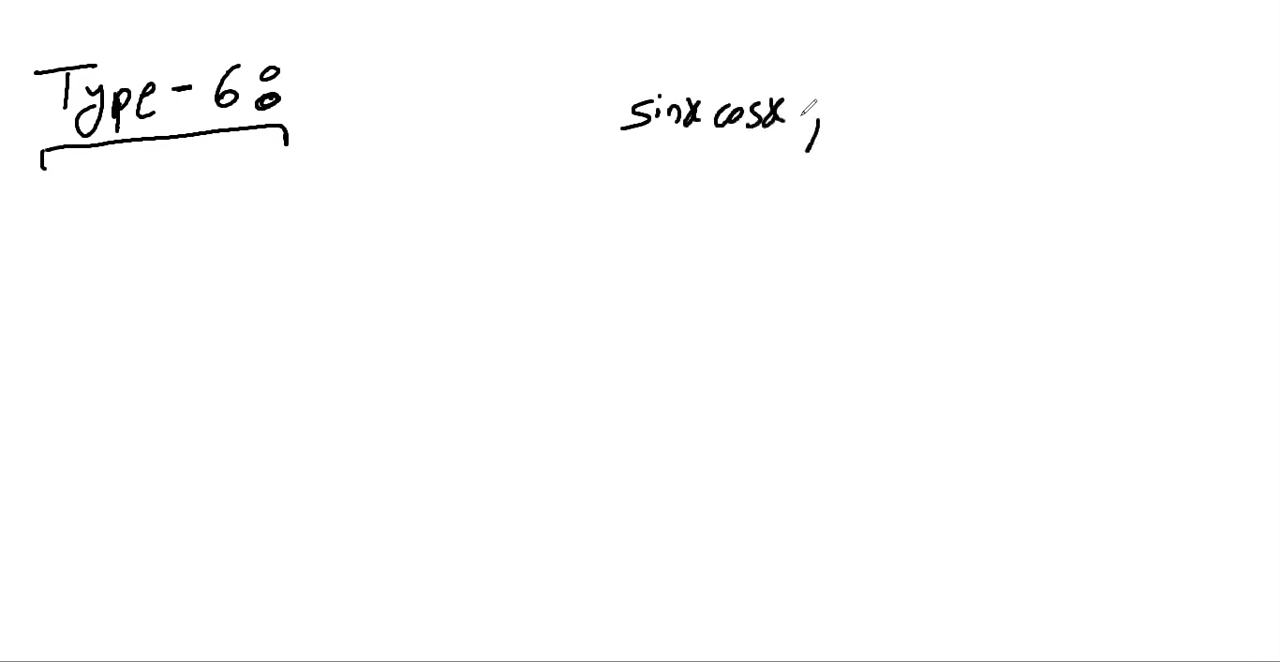 Type - 6:
sinx cosx ,